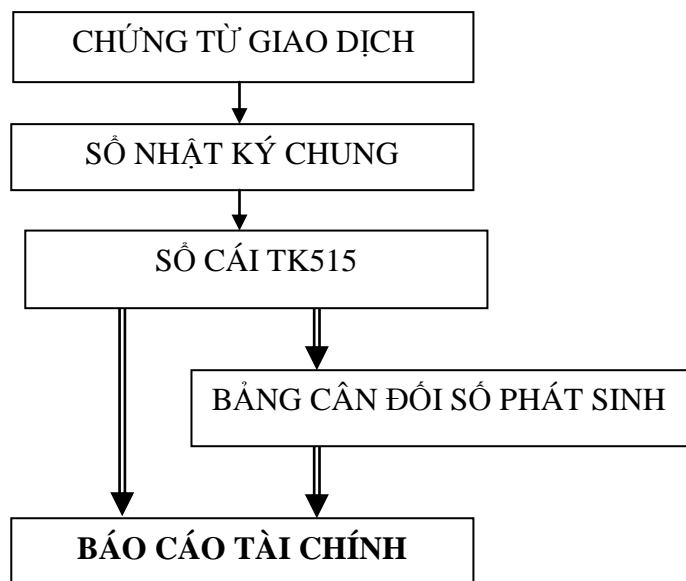 CHỨNG TỪ GIAO DỊCH
SỔ NHẬT KÝ CHUNG
SỔ CÁI TK515
BẢNG CÂN ĐỐI SỐ PHÁT SINH
BÁO CÁO TÀI CHÍNH